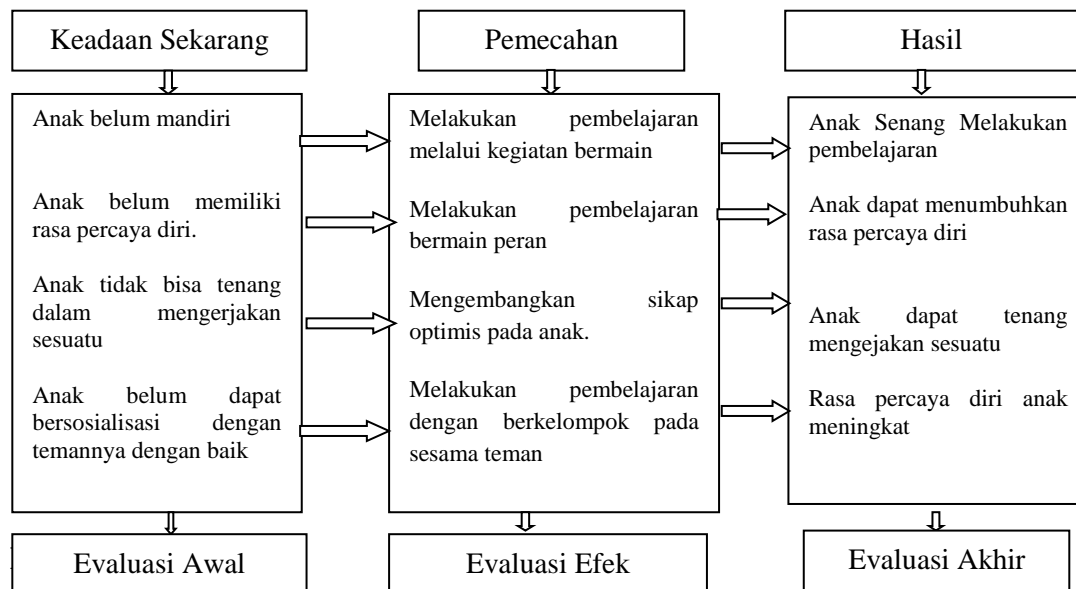 Keadaan Sekarang
Pemecahan
Hasil
Anak belum mandiri
Anak belum memiliki
rasa percaya diri.
Anak tidak bisa tenang
dalam mengerjakan
sesuatu
Anak belum dapat
bersosialisasi dengan
temannya dengan baik
Melakukan pembelajaran
melalui kegiatan bermain
Melakukan pembelajaran
bermain peran
Mengembangkan sikap
optimis pada anak.
Melakukan pembelajaran
dengan berkelompok pada
sesama teman
Anak Senang Melakukan
pembelajaran
Anak dapat menumbuhkan
rasa percaya diri
Anak dapat tenang
mengejakan sesuatu
Rasa percaya diri anak
meningkat
Evaluasi Awal
Evaluasi Efek
Evaluasi Akhir